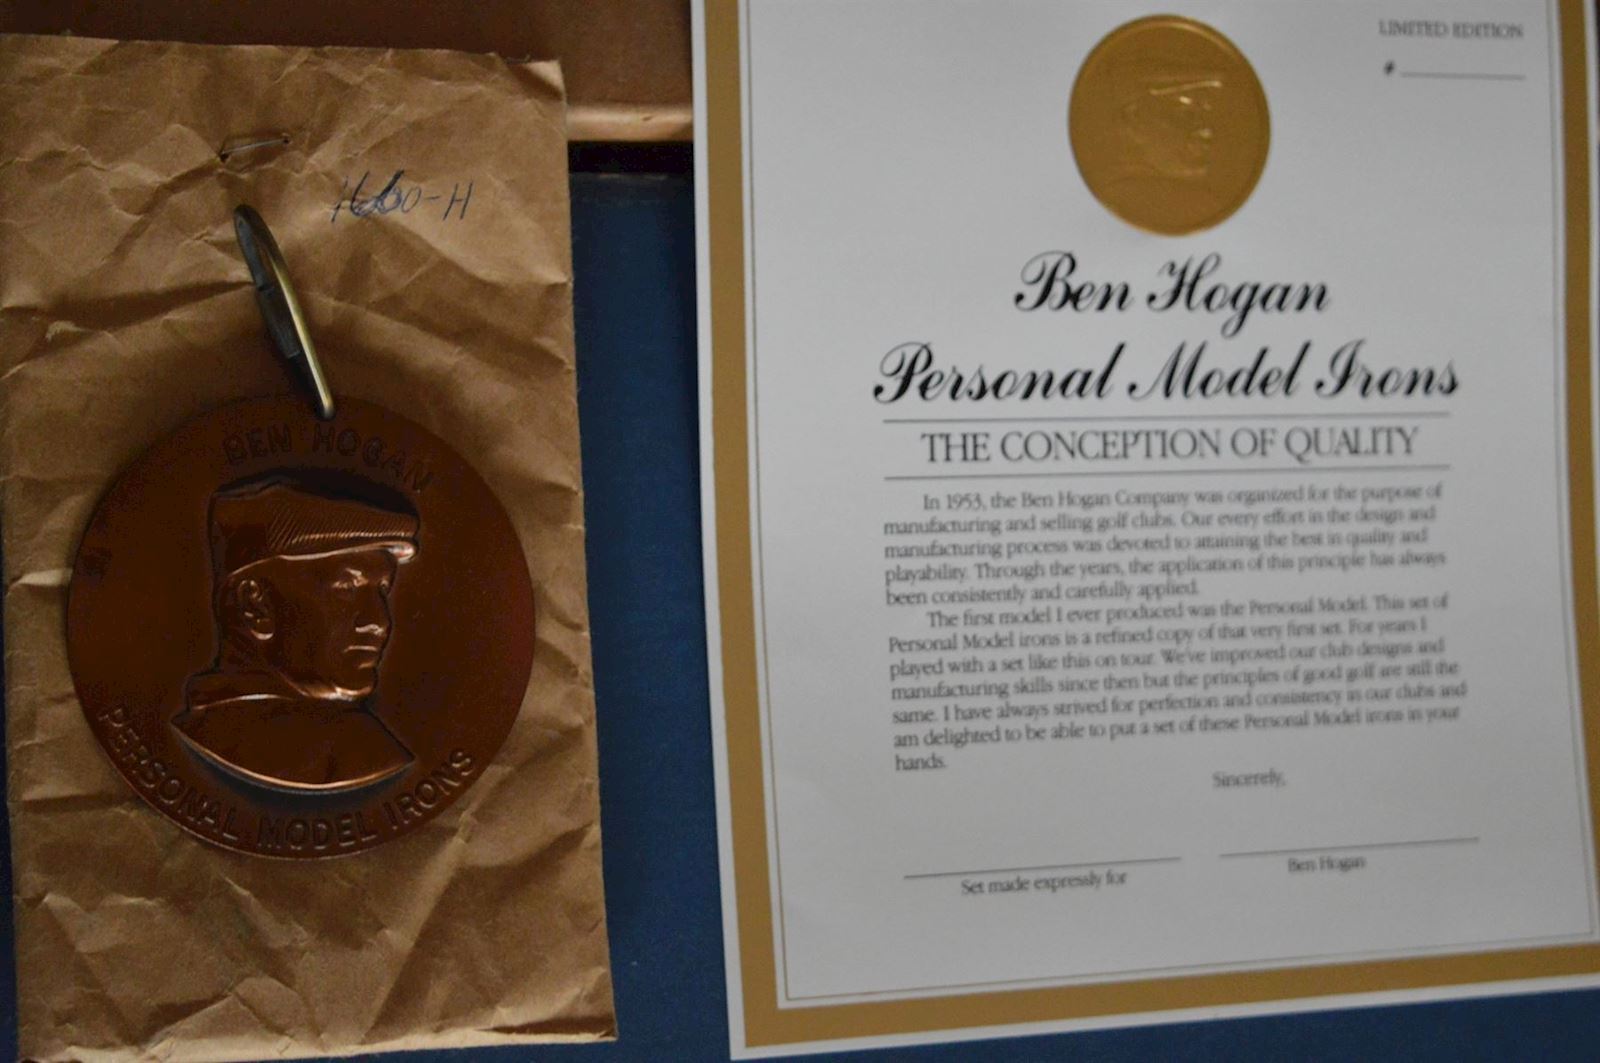 1600-H
BEN HOGAN
PERSONAL MODEL IRONS
LIMITED EDITION
#
Ben Hogan
Personal Model Irons
THE CONCEPTION OF QUALITY
In 1953, the Ben Hogan Company was organized for the purpose of
manufacturing and selling golf clubs. Our every effort in the design and
manufacturing process was devoted to attaining the best in quality and
playability. Through the years, the application of this principle has always
been consistently and carefully applied.
The first model I ever produced was the Personal Model. This set of
Personal Model irons is a refined copy of that very first set. For years I
played with a set like this on tour. We've improved our club designs and
manufacturing skills since then but the principles of good golf are still the
same. I have always strived for perfection and consistency in our clubs and
am delighted to be able to put a set of these Personal Model irons in your
hands.
Sincerely,
Set made expressly for
Ben Hogan